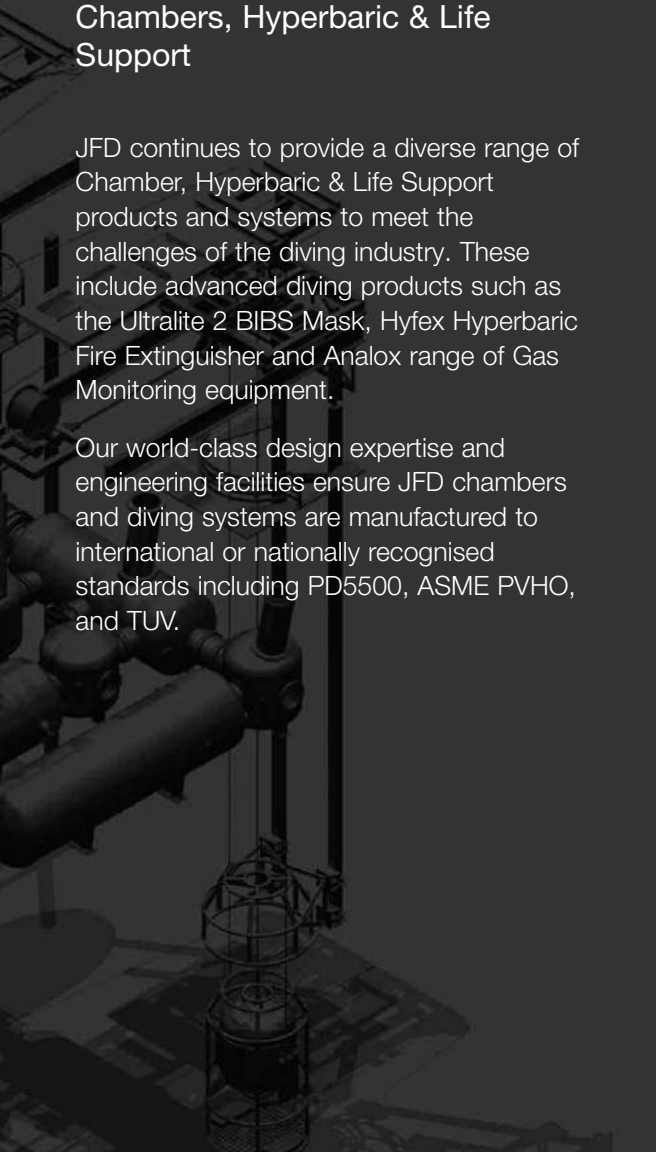 Chambers, Hyperbaric & Life
Support
JFD continues to provide a diverse range of
Chamber, Hyperbaric & Life Support
products and systems to meet the
challenges of the diving industry. These
include advanced diving products such as
the Ultralite 2 BIBS Mask, Hyfex Hyperbaric
Fire Extinguisher and Analox range of Gas
Monitoring equipment.
Our world-class design expertise and
engineering facilities ensure JFD chambers
and diving systems are manufactured to
international or nationally recognised
standards including PD5500, ASME PVHO,
and TUV.